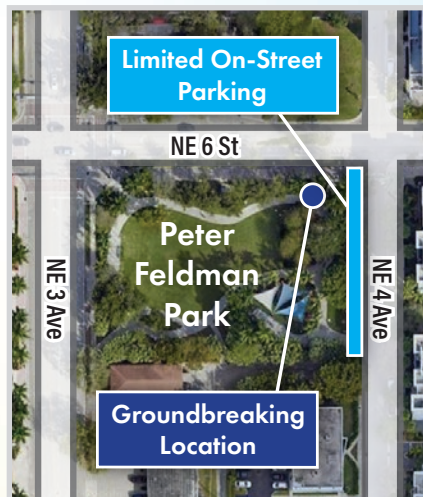 Limited On-Street
Parking
NE 6 St
Peter
Feldman
Park
NE 3 Ave
NE 4 Ave
Groundbreaking
Location